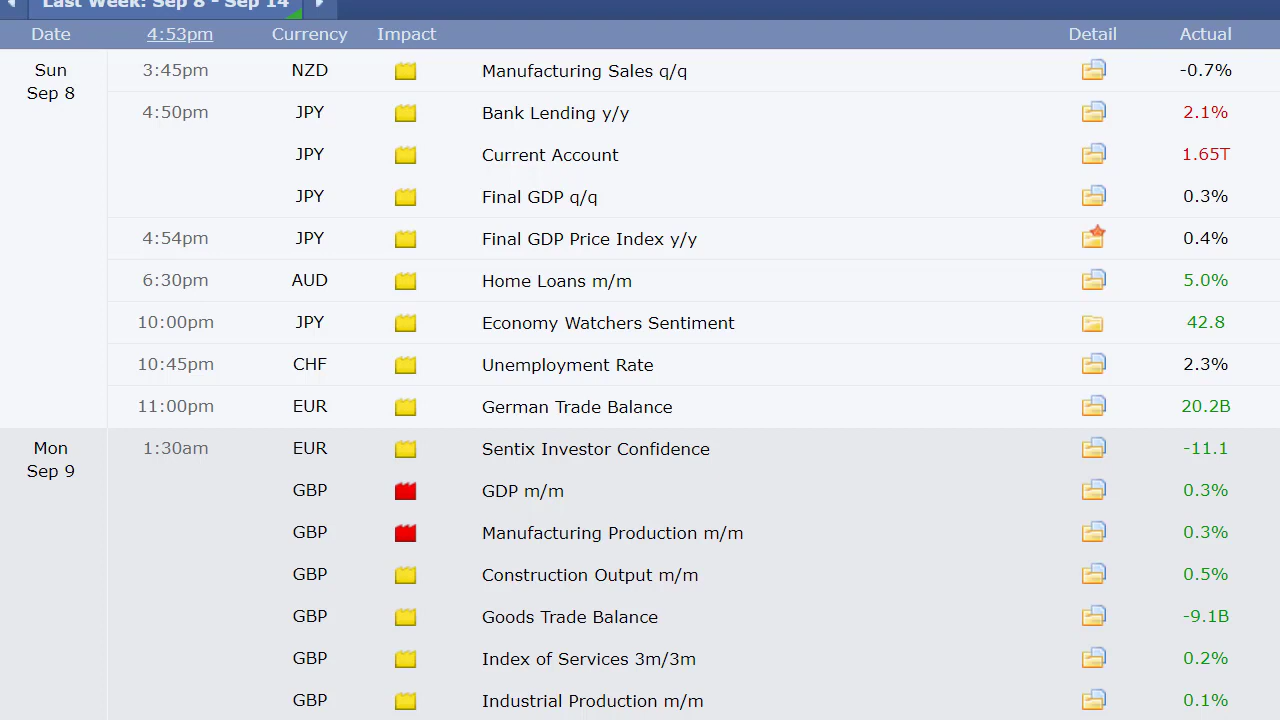 Last Week: Sep 8 - Sep 14
Date 4:53pm Currency Impact Detail Actual
Sun Sep 8 3:45pm NZD Manufacturing Sales q/q -0.7%
4:50pm JPY Bank Lending y/y 2.1%
JPY Current Account 1.65T
JPY Final GDP q/q 0.3%
4:54pm JPY Final GDP Price Index y/y 0.4%
6:30pm AUD Home Loans m/m 5.0%
10:00pm JPY Economy Watchers Sentiment 42.8
10:45pm CHF Unemployment Rate 2.3%
11:00pm EUR German Trade Balance 20.2B
Mon Sep 9 1:30am EUR Sentix Investor Confidence -11.1
GBP GDP m/m 0.3%
GBP Manufacturing Production m/m 0.3%
GBP Construction Output m/m 0.5%
GBP Goods Trade Balance -9.1B
GBP Index of Services 3m/3m 0.2%
GBP Industrial Production m/m 0.1%